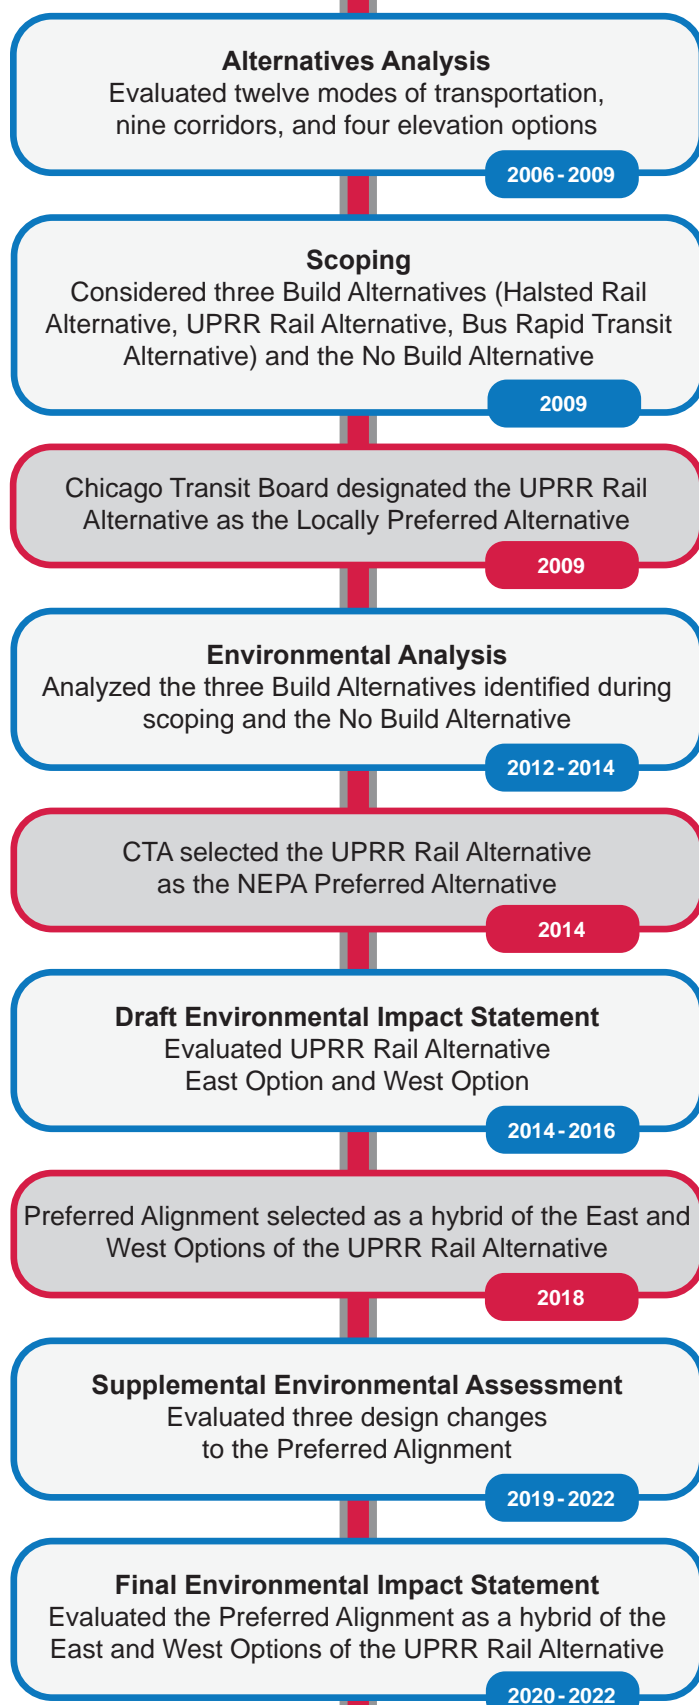 Alternatives Analysis
Evaluated twelve modes of transportation,
nine corridors, and four elevation options
2006-2009
Scoping
Considered three Build Alternatives (Halsted Rail
Alternative, UPRR Rail Alternative, Bus Rapid Transit
Alternative) and the No Build Alternative
2009
Chicago Transit Board designated the UPRR Rail
Alternative as the Locally Preferred Alternative
2009
Environmental Analysis
Analyzed the three Build Alternatives identified during
scoping and the No Build Alternative
2012-2014
CTA selected the UPRR Rail Alternative
as the NEPA Preferred Alternative
2014
Draft Environmental Impact Statement
Evaluated UPRR Rail Alternative
East Option and West Option
2014-2016
Preferred Alignment selected as a hybrid of the East and
West Options of the UPRR Rail Alternative
2018
Supplemental Environmental Assessment
Evaluated three design changes
to the Preferred Alignment
2019-2022
Final Environmental Impact Statement
Evaluated the Preferred Alignment as a hybrid of the
East and West Options of the UPRR Rail Alternative
2020-2022